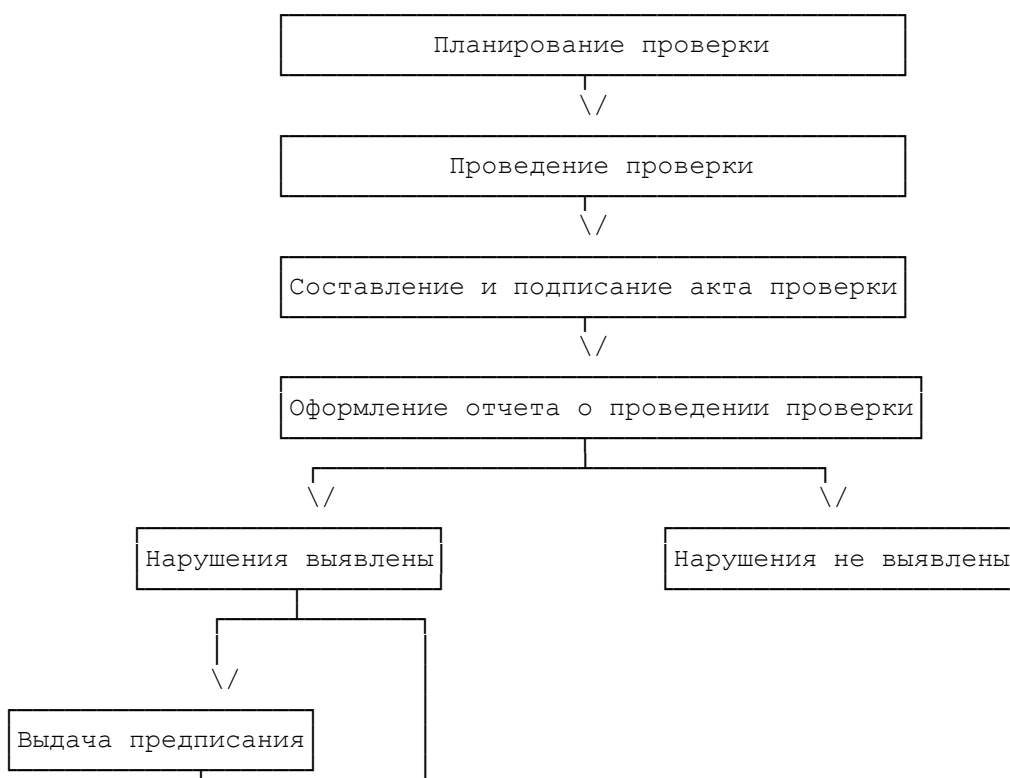 Планирование проверки
Проведение проверки
Составление и подписание акта проверки
Оформление отчета о проведении проверки
Нарушения выявлены
Нарушения не выявлены
Выдача предписания